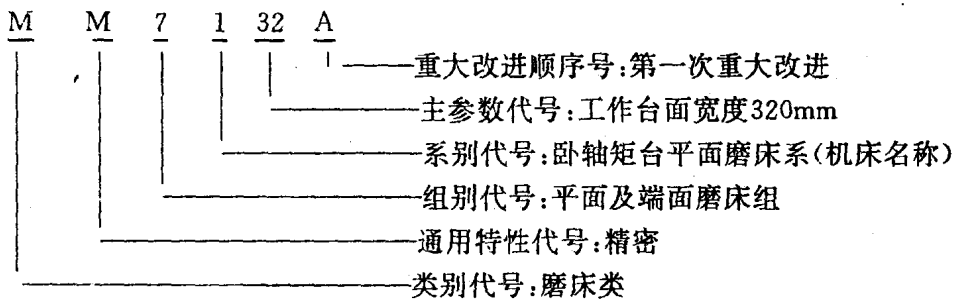 M M 7 1 32 A
重大改进顺序号:第一次重大改进
主参数代号:工作台面宽度320mm
系别代号:卧轴矩台平面磨床系(机床名称)
组别代号:平面及端面磨床组
通用特性代号:精密
类别代号:磨床类